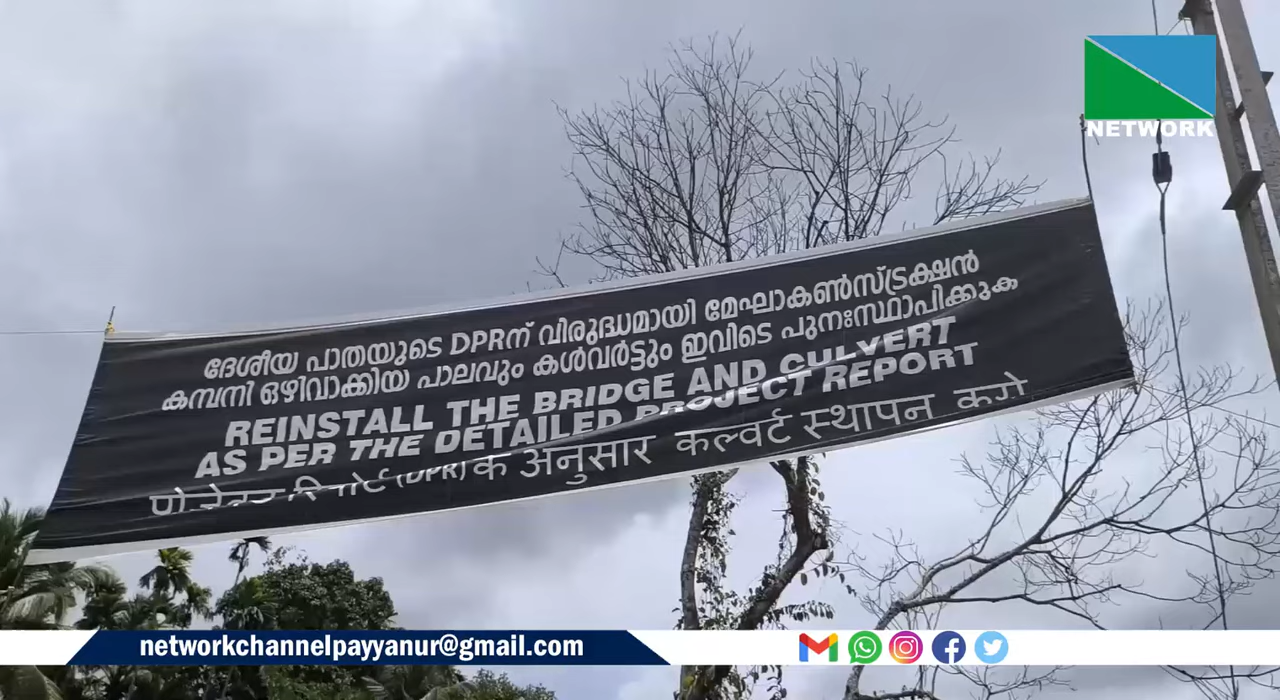 NETWORK
ദേശീയ പാതയുടെ DPRന് വിരുദ്ധമായി മേഘാകൺസ്ട്രക്ഷൻ
കമ്പനി ഒഴിവാക്കിയ പാലവും കൾവർട്ടും ഇവിടെ പുനഃസ്ഥാപിക്കുക
REINSTALL THE BRIDGE AND CULVERT
AS PER THE DETAILED PROJECT REPORT
(DPR) के अनुसार कल्वर्ट स्थापन करो
networkchannelpayyanur@gmail.com